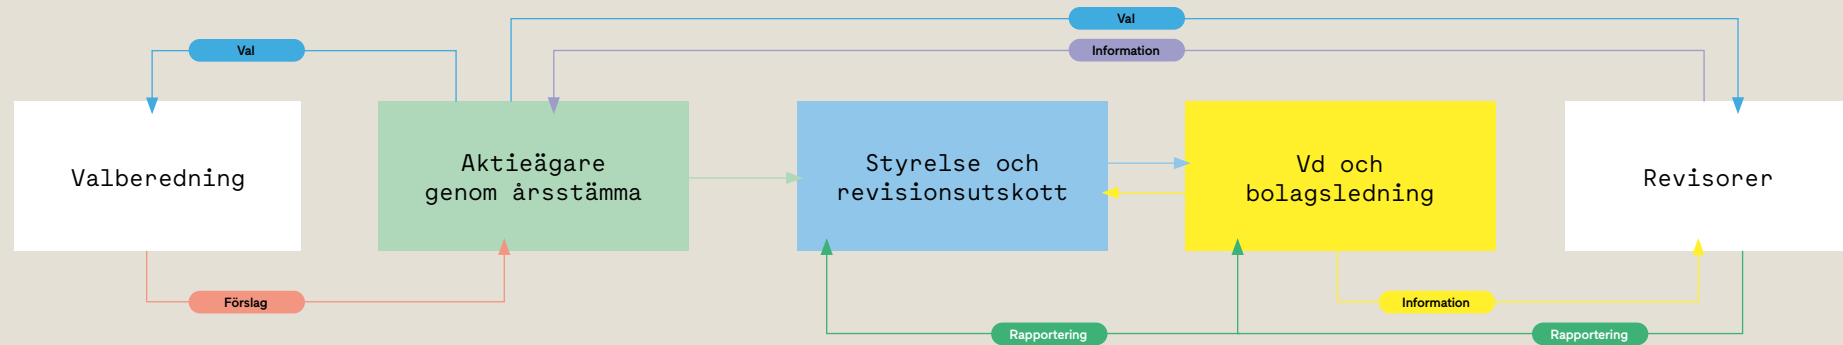 Val
Val
Information
Valberedning
Aktieägare
genom årsstämma
Styrelse och
revisionsutskott
Vd och
bolagsledning
Revisorer
Förslag
Information
Rapportering
Rapportering